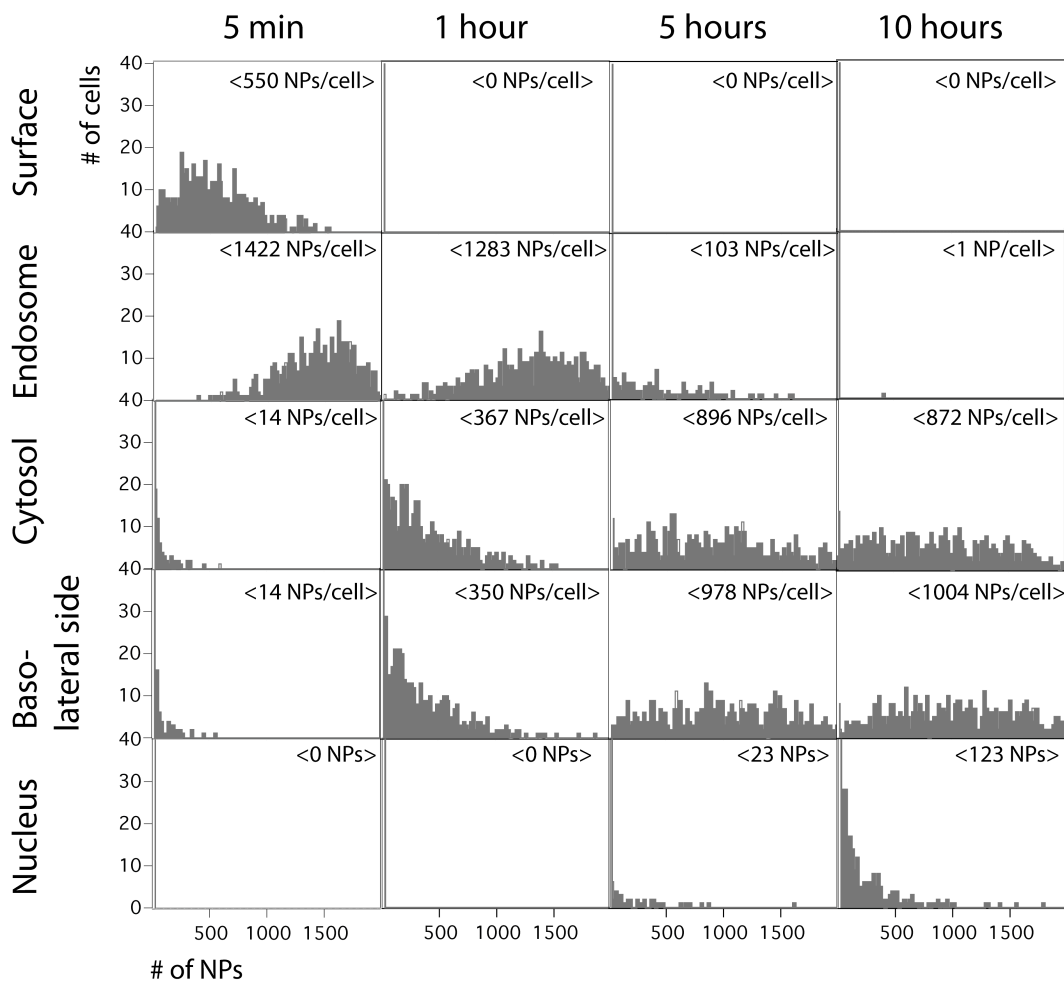 5 min 1 hour 5 hours 10 hours
Surface
# of cells
40 <550 NPs/cell> <0 NPs/cell> <0 NPs/cell> <0 NPs/cell>
30
20
10
Endosome
40 <1422 NPs/cell> <1283 NPs/cell> <103 NPs/cell> <1 NP/cell>
30
20
10
Cytosol
40 <14 NPs/cell> <367 NPs/cell> <896 NPs/cell> <872 NPs/cell>
30
20
10
Baso-
lateral side
40 <14 NPs/cell> <350 NPs/cell> <978 NPs/cell> <1004 NPs/cell>
30
20
10
Nucleus
40 <0 NPs> <0 NPs> <23 NPs> <123 NPs>
30
20
10
0
500 1000 1500 500 1000 1500 500 1000 1500 500 1000 1500
# of NPs